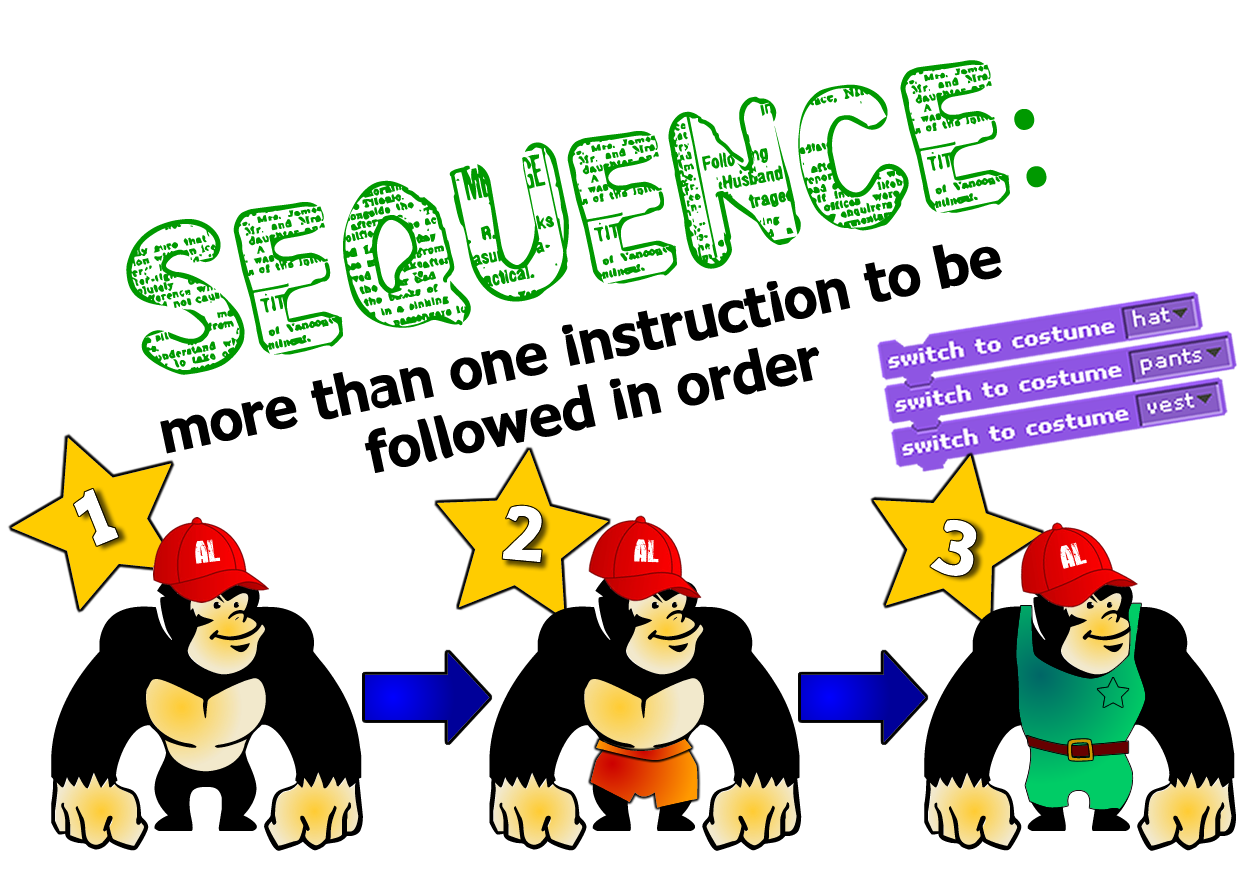 SEQUENCE:
more than one instruction to be
followed in order
switch to costume hat
switch to costume pants
switch to costume vest
1
2
3
AL
AL
AL